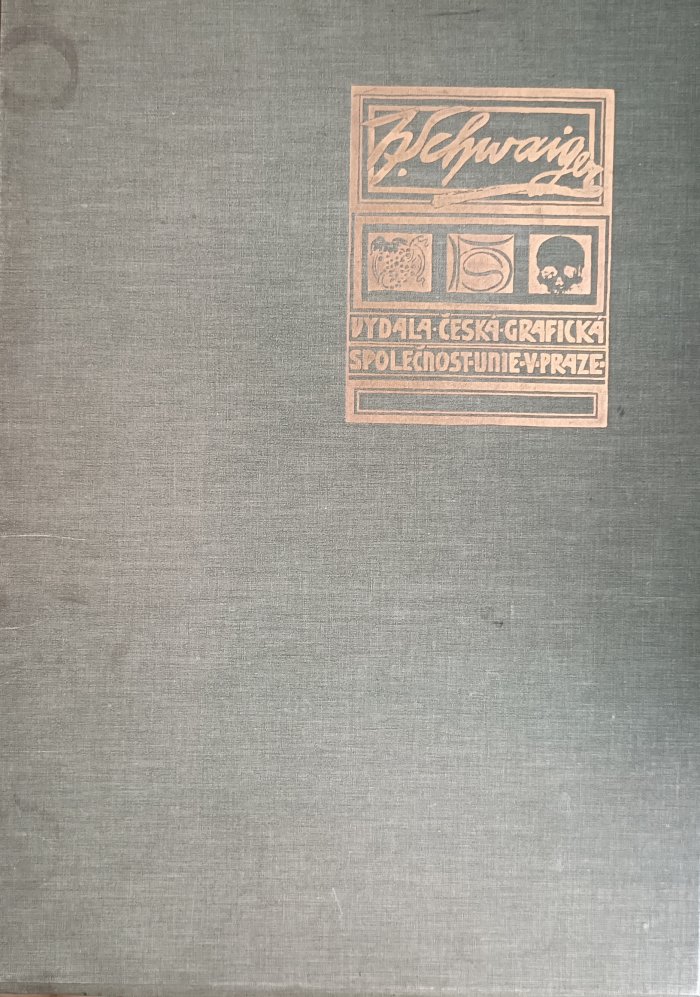 H. Schwaiger
VYDALA·ČESKÁ·GRAFICKÁ
SPOLEČNOST·UNIE·V·PRAZE·